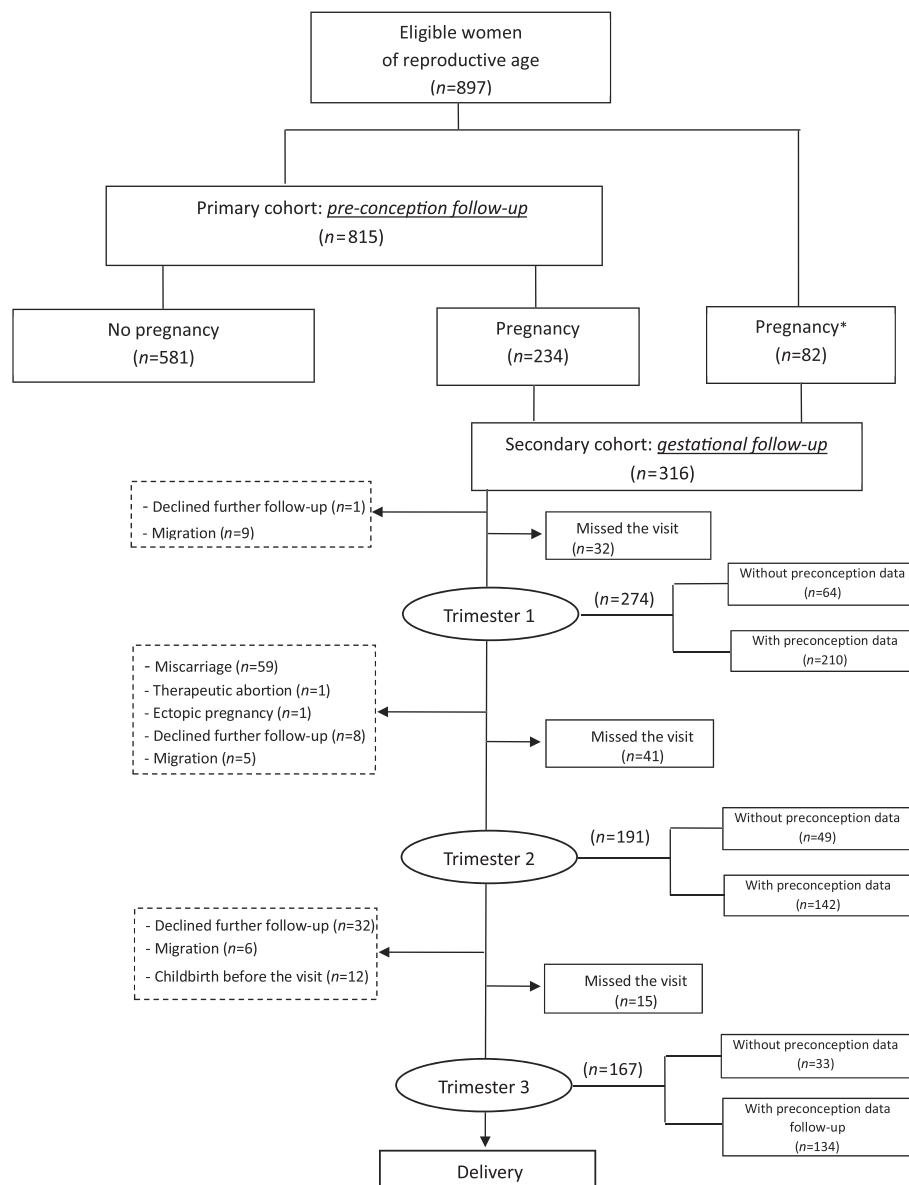 Eligible women
of reproductive age
(n=897)
Primary cohort: pre-conception follow-up
(n=815)
No pregnancy
(n=581)
Pregnancy
(n=234)
Pregnancy*
(n=82)
Secondary cohort: gestational follow-up
(n=316)
- Declined further follow-up (n=1)
- Migration (n=9)
Missed the visit
(n=32)
Trimester 1
(n=274)
Without preconception data
(n=64)
With preconception data
(n=210)
- Miscarriage (n=59)
- Therapeutic abortion (n=1)
- Ectopic pregnancy (n=1)
- Declined further follow-up (n=8)
- Migration (n=5)
Missed the visit
(n=41)
Trimester 2
(n=191)
Without preconception data
(n=49)
With preconception data
(n=142)
- Declined further follow-up (n=32)
- Migration (n=6)
- Childbirth before the visit (n=12)
Missed the visit
(n=15)
Trimester 3
(n=167)
Without preconception data
(n=33)
With preconception data
follow-up
(n=134)
Delivery